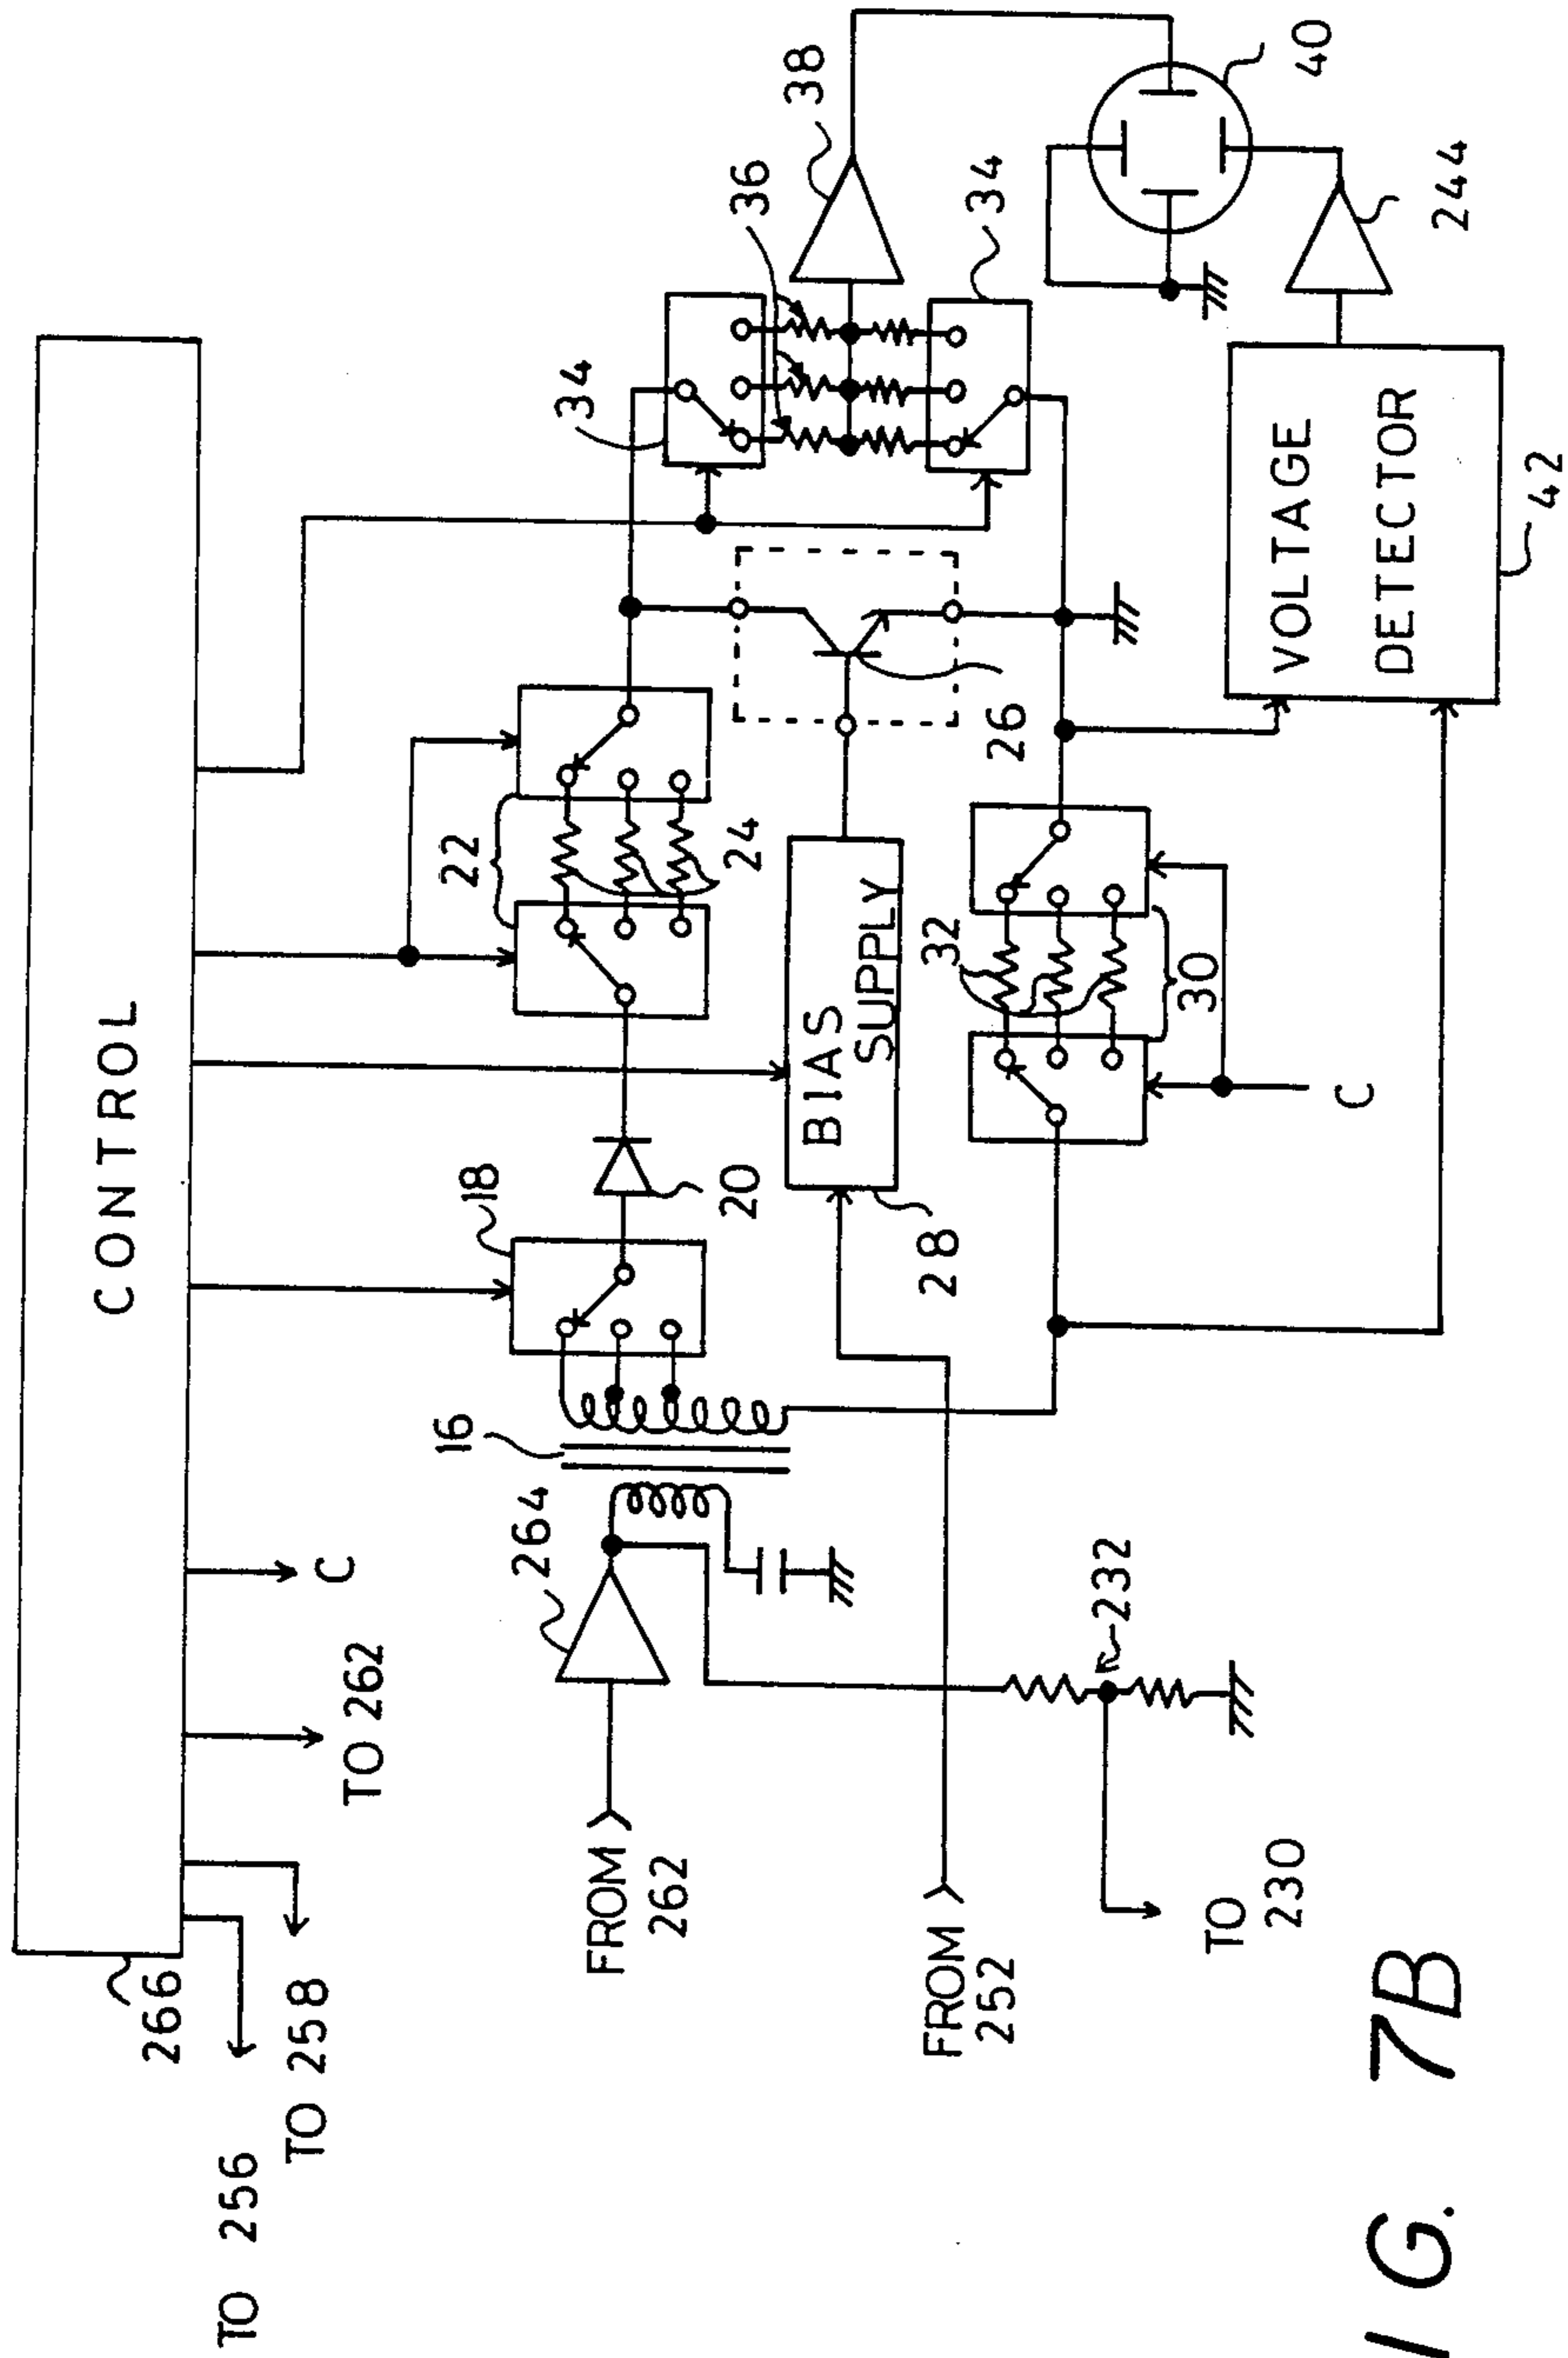 CONTROL
266
TO 256
TO 258
TO 262
C
264
16
18
20
22
24
34
36
38
40
FROM
262
BIAS
SUPPLY
28
26
34
32
30
C
FROM
252
232
TO
230
VOLTAGE
DETECTOR
42
244
I G. 7B